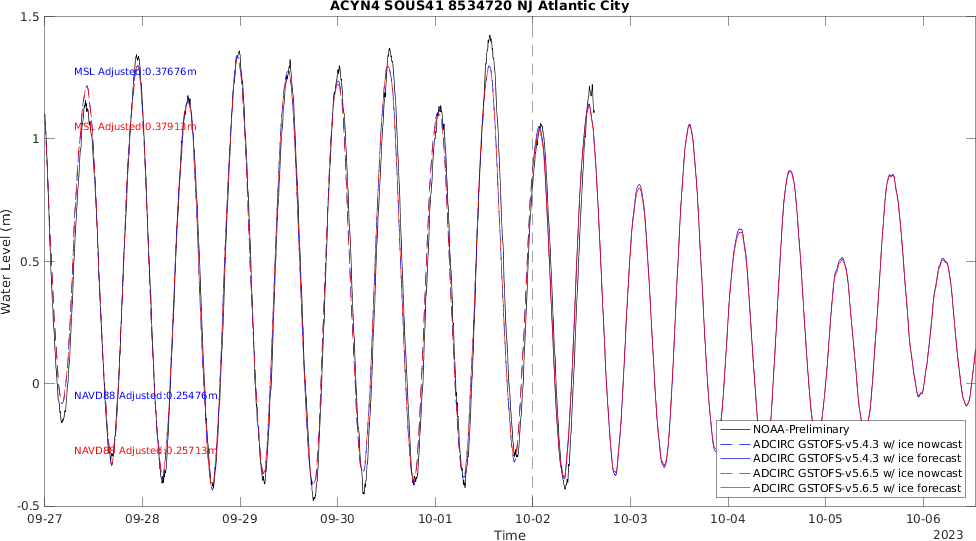 ACYN4 SOUS41 8534720 NJ Atlantic City
1.5
1
0.5
0
-0.5
Water Level (m)
MSL Adjusted:0.37676m
MSL Adjusted:0.37913m
NAVD88 Adjusted:0.25476m
NAVD88 Adjusted:0.25713m
NOAA-Preliminary
ADCIRC GSTOFS-v5.4.3 w/ ice nowcast
ADCIRC GSTOFS-v5.4.3 w/ ice forecast
ADCIRC GSTOFS-v5.6.5 w/ ice nowcast
ADCIRC GSTOFS-v5.6.5 w/ ice forecast
09-27 09-28 09-29 09-30 10-01 10-02 10-03 10-04 10-05 10-06
Time
2023